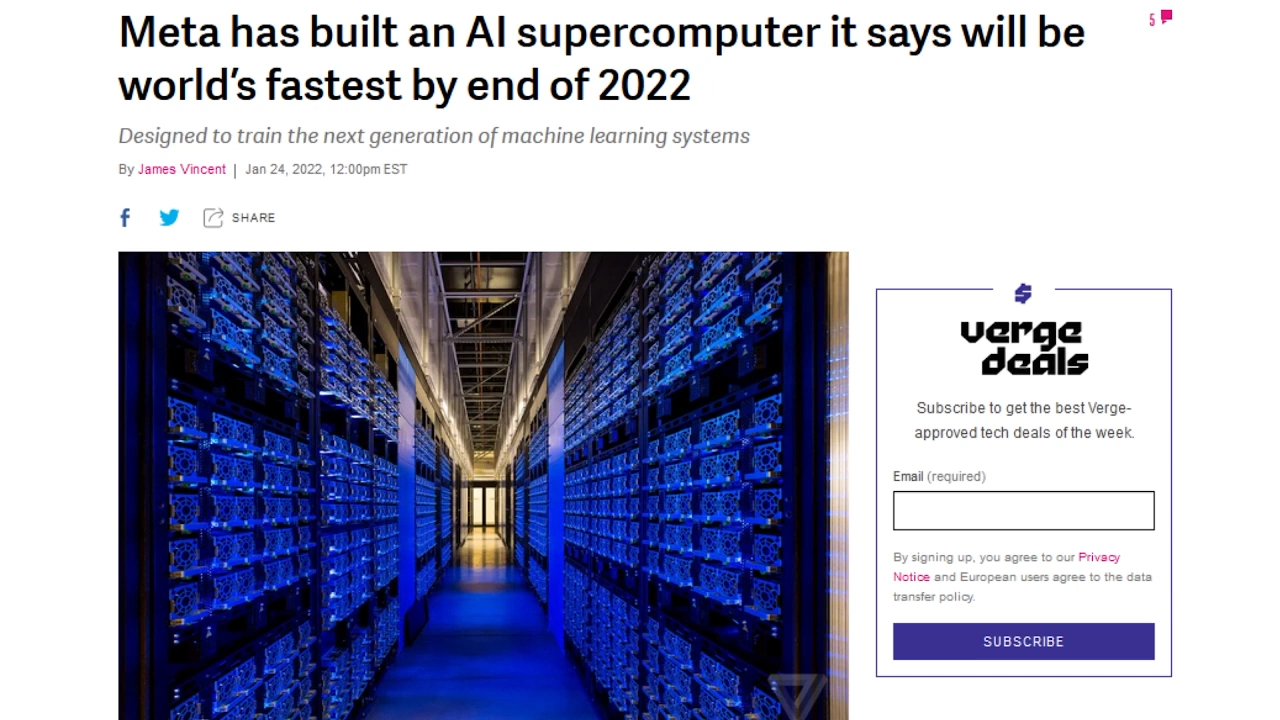 Meta has built an AI supercomputer it says will be
world's fastest by end of 2022
5
Designed to train the next generation of machine learning systems
By James Vincent | Jan 24, 2022, 12:00pm EST
SHARE
verge
deals
Subscribe to get the best Verge-
approved tech deals of the week.
Email (required)
By signing up, you agree to our Privacy
Notice and European users agree to the data
transfer policy.
SUBSCRIBE